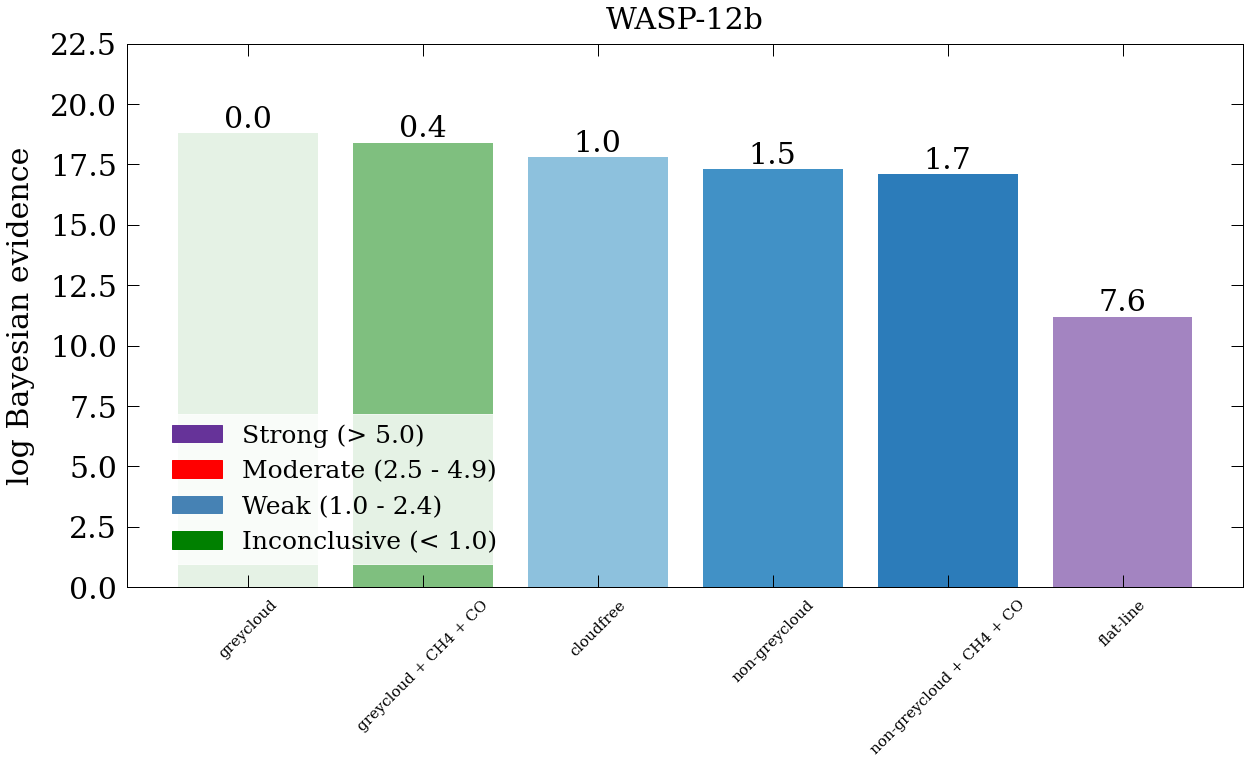 WASP-12b
log Bayesian evidence
22.5
20.0
17.5
15.0
12.5
10.0
7.5
5.0
2.5
0.0
0.0
0.4
1.0
1.5
1.7
7.6
Strong (> 5.0)
Moderate (2.5 - 4.9)
Weak (1.0 - 2.4)
Inconclusive (< 1.0)
greycloud
greycloud + CH4 + CO
cloudfree
non-greycloud
non-greycloud + CH4 + CO
flat-line